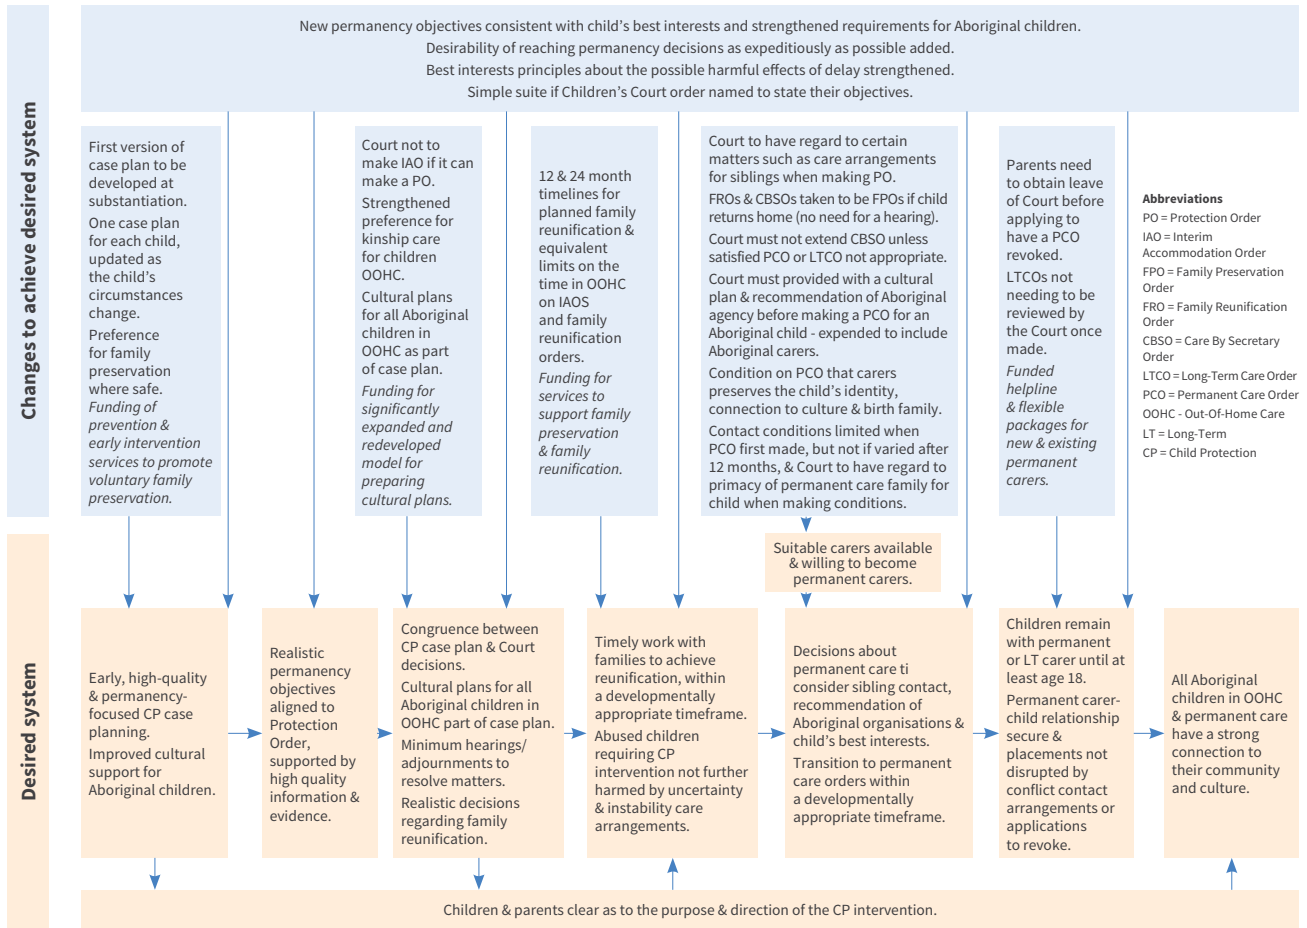 Changes to achieve desired system
New permanency objectives consistent with child's best interests and strengthened requirements for Aboriginal children.
Desirability of reaching permanency decisions as expeditiously as possible added.
Best interests principles about the possible harmful effects of delay strengthened.
Simple suite if Children's Court order named to state their objectives.
First version of
case plan to be
developed at
substantiation.
One case plan
for each child,
updated as
the child's
circumstances
change.
Preference
for family
preservation
where safe.
Funding of
prevention &
early intervention
services to promote
voluntary family
preservation.
Court not to
make IAO if it can
make a PO.
Strengthened
preference for
kinship care
for children
OOHC.
Cultural plans
for all Aboriginal
children in
OOHC as part
of case plan.
Funding for
significantly
expanded and
redeveloped
model for
preparing
cultural plans.
12 & 24 month
timelines for
planned family
reunification &
equivalent
limits on the
time in OOHC
on IAOS
and family
reunification
orders.
Funding for
services to
support family
preservation
& family
reunification.
Court to have regard to certain
matters such as care arrangements
for siblings when making PO.
FROs & CBSOs taken to be FPOs if child
returns home (no need for a hearing).
Court must not extend CBSO unless
satisfied PCO or LTCO not appropriate.
Court must provided with a cultural
plan & recommendation of Aboriginal
agency before making a PCO for an
Aboriginal child - expended to include
Aboriginal carers.
Condition on PCO that carers
preserves the child's identity,
connection to culture & birth family.
Contact conditions limited when
PCO first made, but not if varied after
12 months, & Court to have regard to
primacy of permanent care family for
child when making conditions.
Parents need
to obtain leave
of Court before
applying to
have a PCO
revoked.
LTCOs not
needing to be
reviewed by
the Court once
made.
Funded
helpline
& flexible
packages for
new & existing
permanent
carers.
Abbreviations
PO = Protection Order
IAO = Interim
Accommodation Order
FPO = Family Preservation
Order
FRO = Family Reunification
Order
CBSO = Care By Secretary
Order
LTCO = Long-Term Care Order
PCO = Permanent Care Order
OOHC - Out-Of-Home Care
LT = Long-Term
CP = Child Protection
Desired system
Suitable carers available
& willing to become
permanent carers.
Early, high-quality
& permanency-
focused CP case
planning.
Improved cultural
support for
Aboriginal children.
Realistic
permanency
objectives
aligned to
Protection
Order,
supported by
high quality
information &
evidence.
Congruence between
CP case plan & Court
decisions.
Cultural plans for all
Aboriginal children in
OOHC part of case plan.
Minimum hearings/
adjournments to
resolve matters.
Realistic decisions
regarding family
reunification.
Timely work with
families to achieve
reunification, within
a developmentally
appropriate timeframe.
Abused children
requiring CP
intervention not further
harmed by uncertainty
& instability care
arrangements.
Decisions about
permanent care ti
consider sibling contact,
recommendation of
Aboriginal organisations &
child's best interests.
Transition to permanent
care orders within
a developmentally
appropriate timeframe.
Children remain
with permanent
or LT carer until at
least age 18.
Permanent carer-
child relationship
secure &
placements not
disrupted by
conflict contact
arrangements or
applications
to revoke.
All Aboriginal
children in OOHC
& permanent care
have a strong
connection to
their community
and culture.
Children & parents clear as to the purpose & direction of the CP intervention.